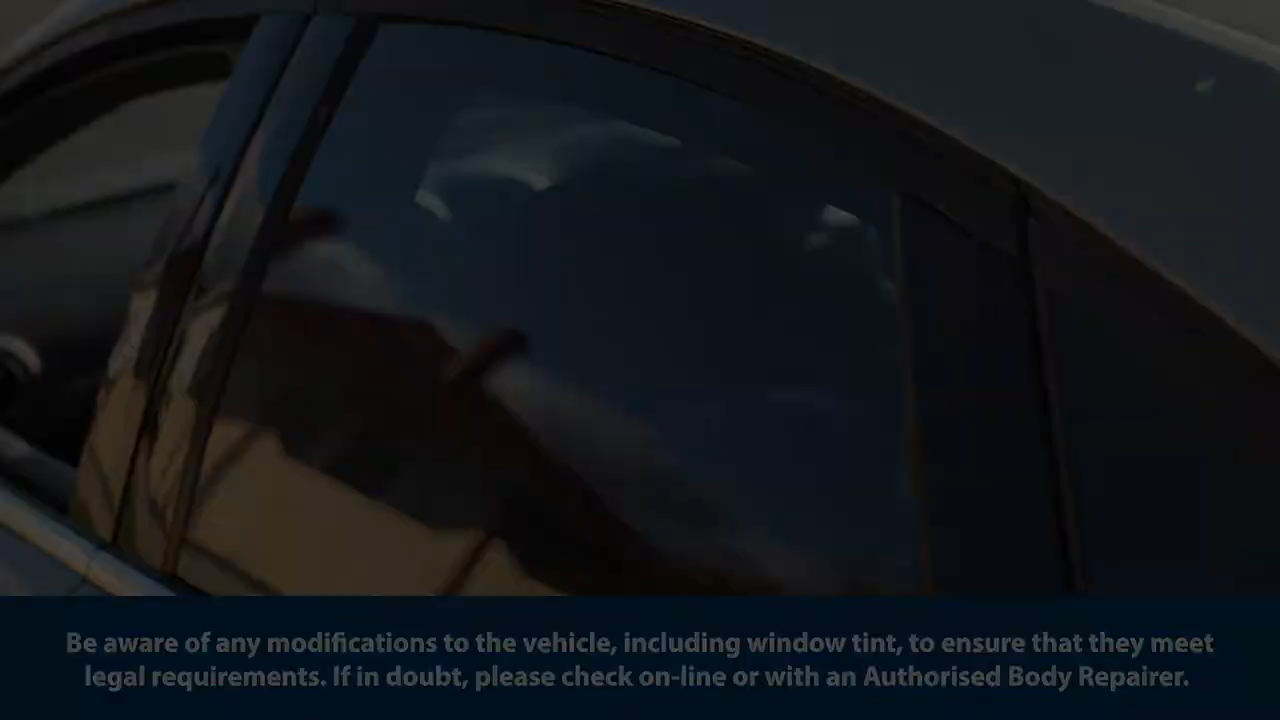 Be aware of any modifications to the vehicle, including window tint, to ensure that they meet
legal requirements. If in doubt, please check on-line or with an Authorised Body Repairer.